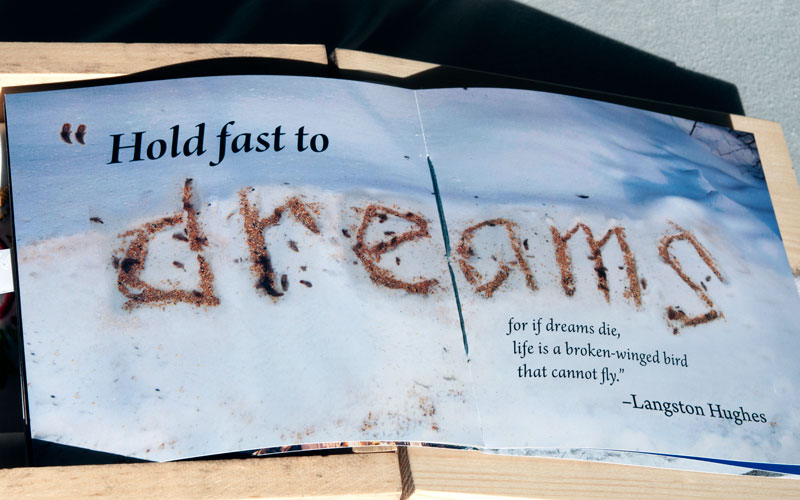 “Hold fast to
dreams
for if dreams die,
life is a broken-winged bird
that cannot fly.”
–Langston Hughes